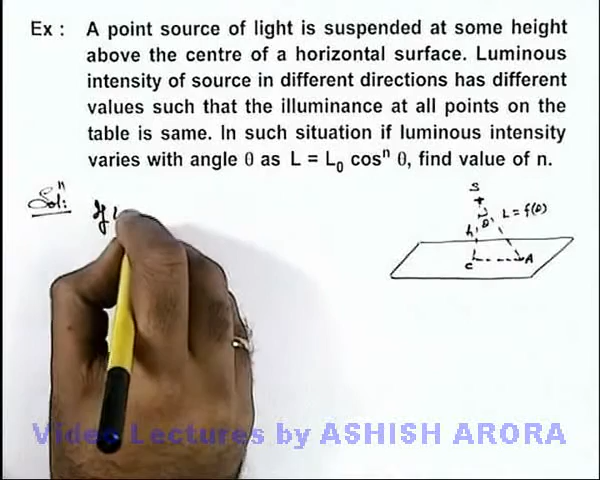 Ex : A point source of light is suspended at some height
above the centre of a horizontal surface. Luminous
intensity of source in different directions has different
values such that the illuminance at all points on the
table is same. In such situation if luminous intensity
varies with angle θ as L = L₀ cosⁿ θ, find value of n.
Solⁿ:
If
S
h θ L = f(θ)
C A
Video Lectures by ASHISH ARORA